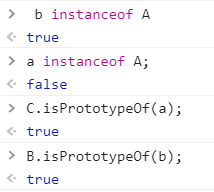 > b instanceof A
< true
> a instanceof A;
< false
> C.isPrototypeOf(a);
< true
> B.isPrototypeOf(b);
< true